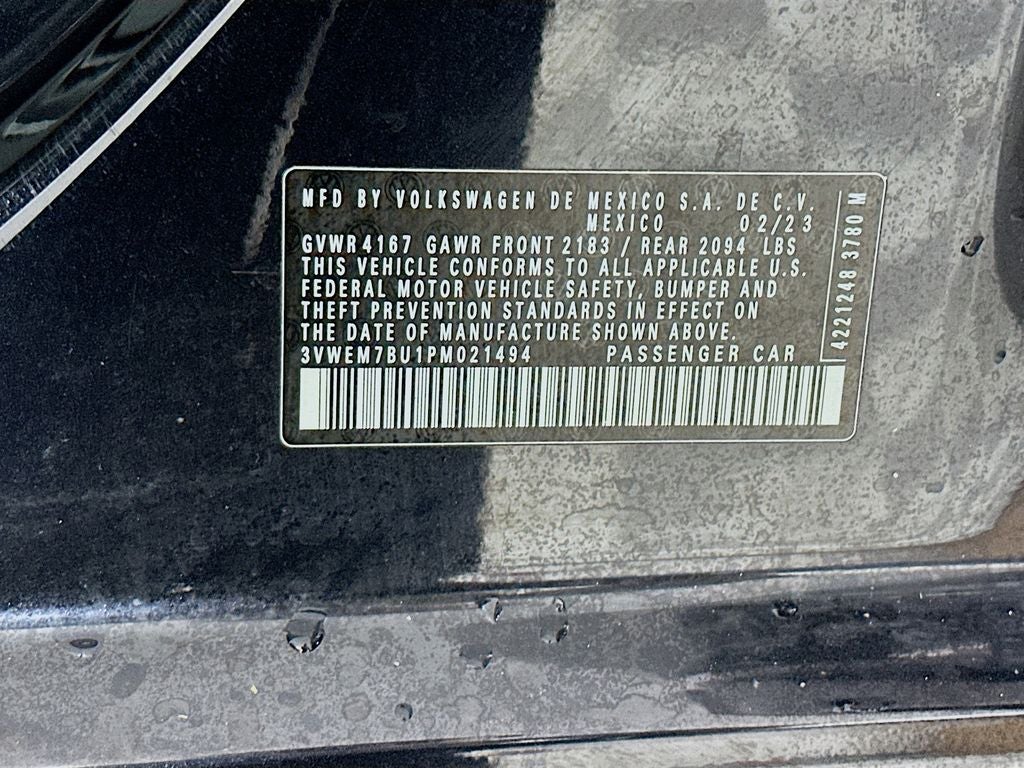 MFD BY VOLKSWAGEN DE MEXICO S.A. DE C.V.
MEXICO 02/23
GVWR 4167 GAWR FRONT 2183 / REAR 2094 LBS
THIS VEHICLE CONFORMS TO ALL APPLICABLE U.S.
FEDERAL MOTOR VEHICLE SAFETY, BUMPER AND
THEFT PREVENTION STANDARDS IN EFFECT ON
THE DATE OF MANUFACTURE SHOWN ABOVE.
3VWEM7BU1PM021494 PASSENGER CAR
4221248 3780 M